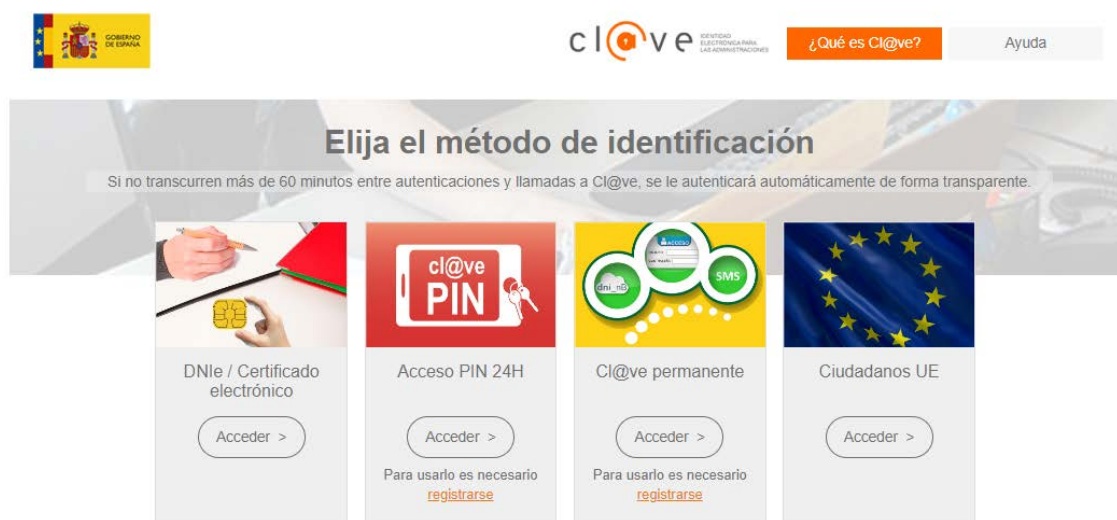 GOBIERNO
DE ESPAÑA
cl@ve
IDENTIDAD
ELECTRÓNICA PARA
LAS ADMINISTRACIONES
¿Qué es Cl@ve?
Ayuda
Elija el método de identificación
Si no transcurren más de 60 minutos entre autenticaciones y llamadas a Cl@ve, se le autenticará automáticamente de forma transparente.
cl@ve
PIN
ACCESO
dni_nB
SMS
DNIe / Certificado
electrónico
Acceder >
Acceso PIN 24H
Acceder >
Para usarlo es necesario
registrarse
Cl@ve permanente
Acceder >
Para usarlo es necesario
registrarse
Ciudadanos UE
Acceder >